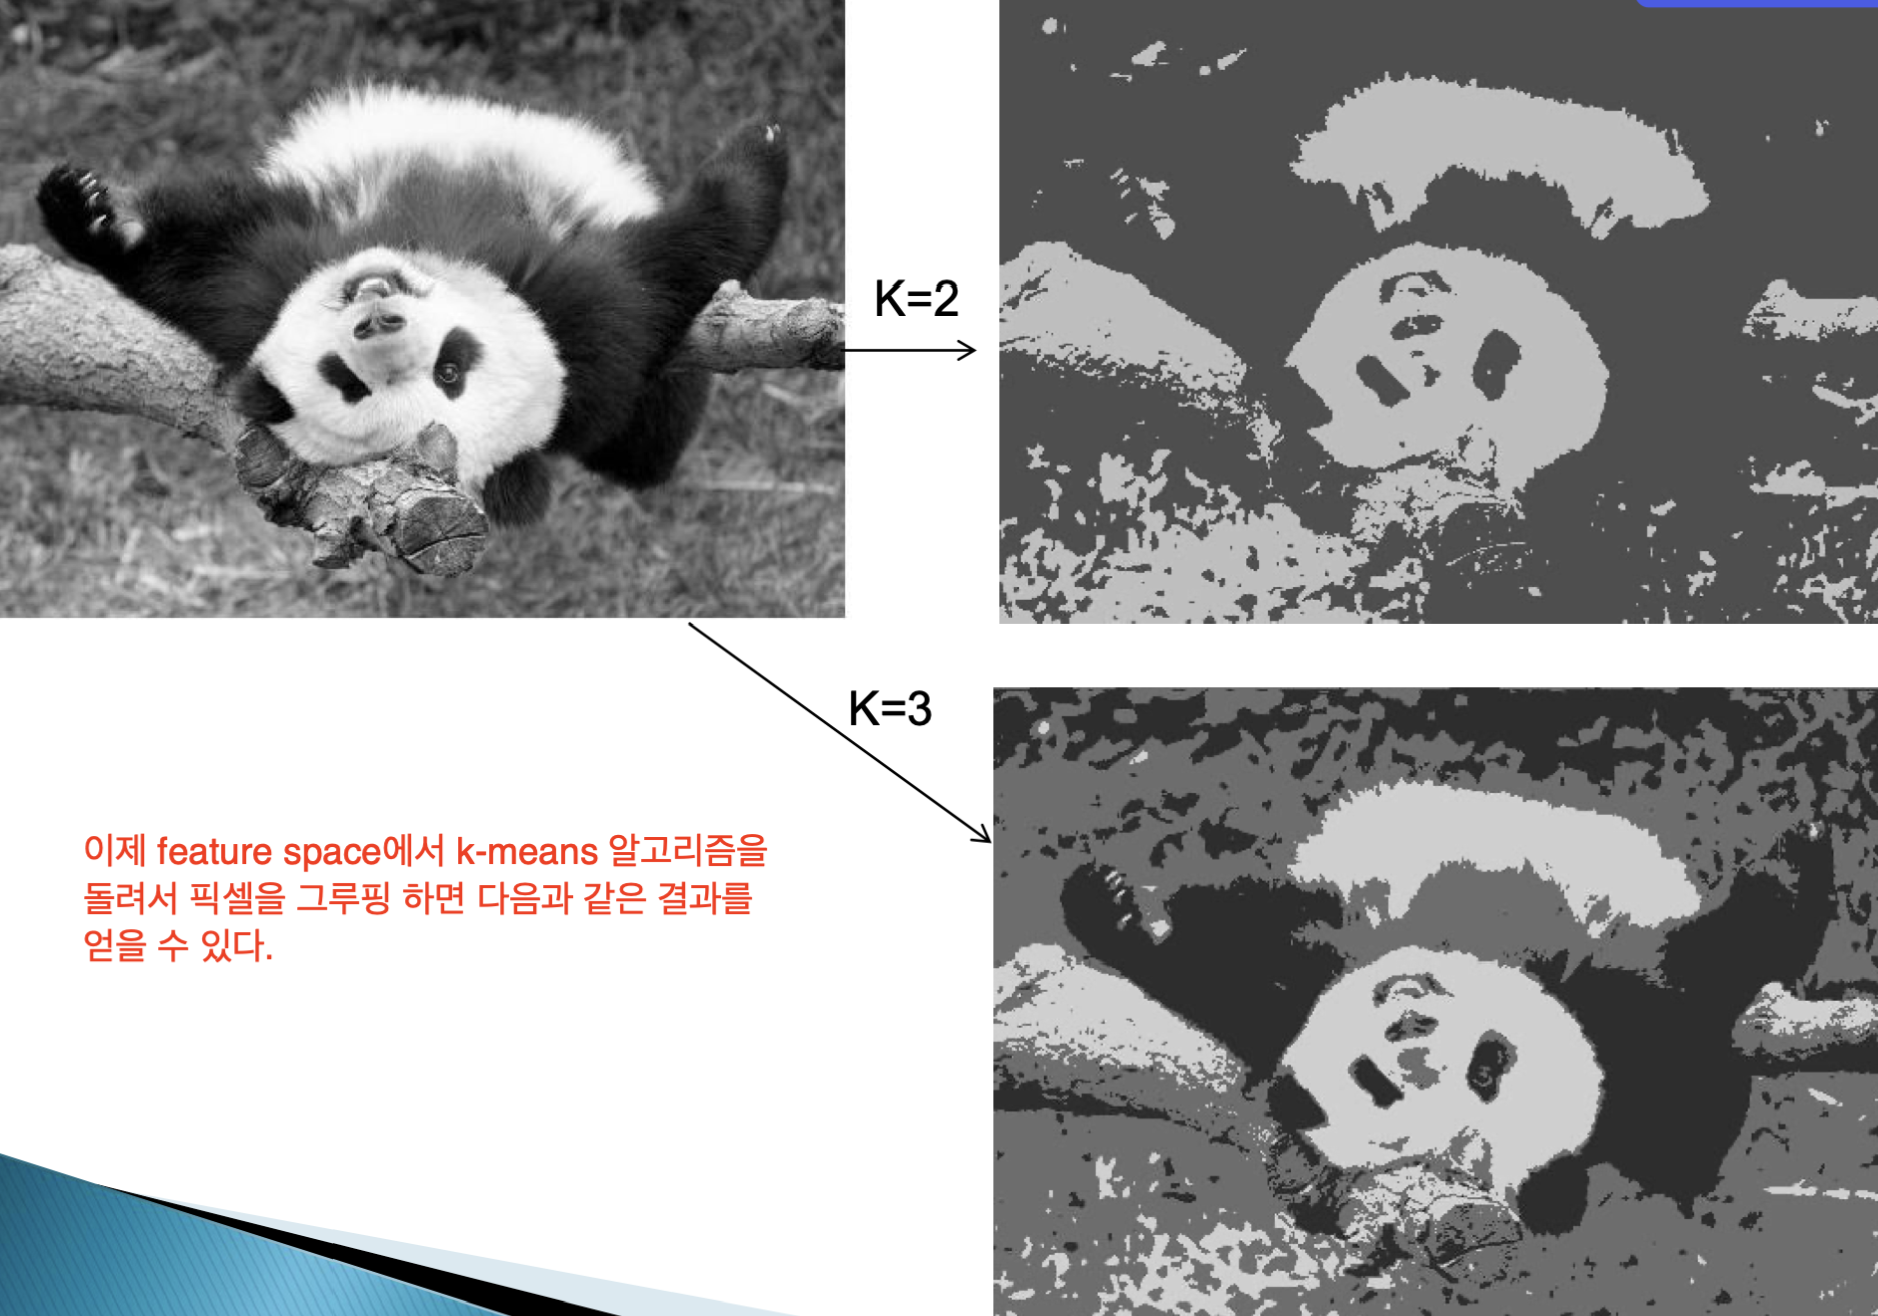 K=2
K=3
이제 feature space에서 k-means 알고리즘을
돌려서 픽셀을 그루핑 하면 다음과 같은 결과를
얻을 수 있다.